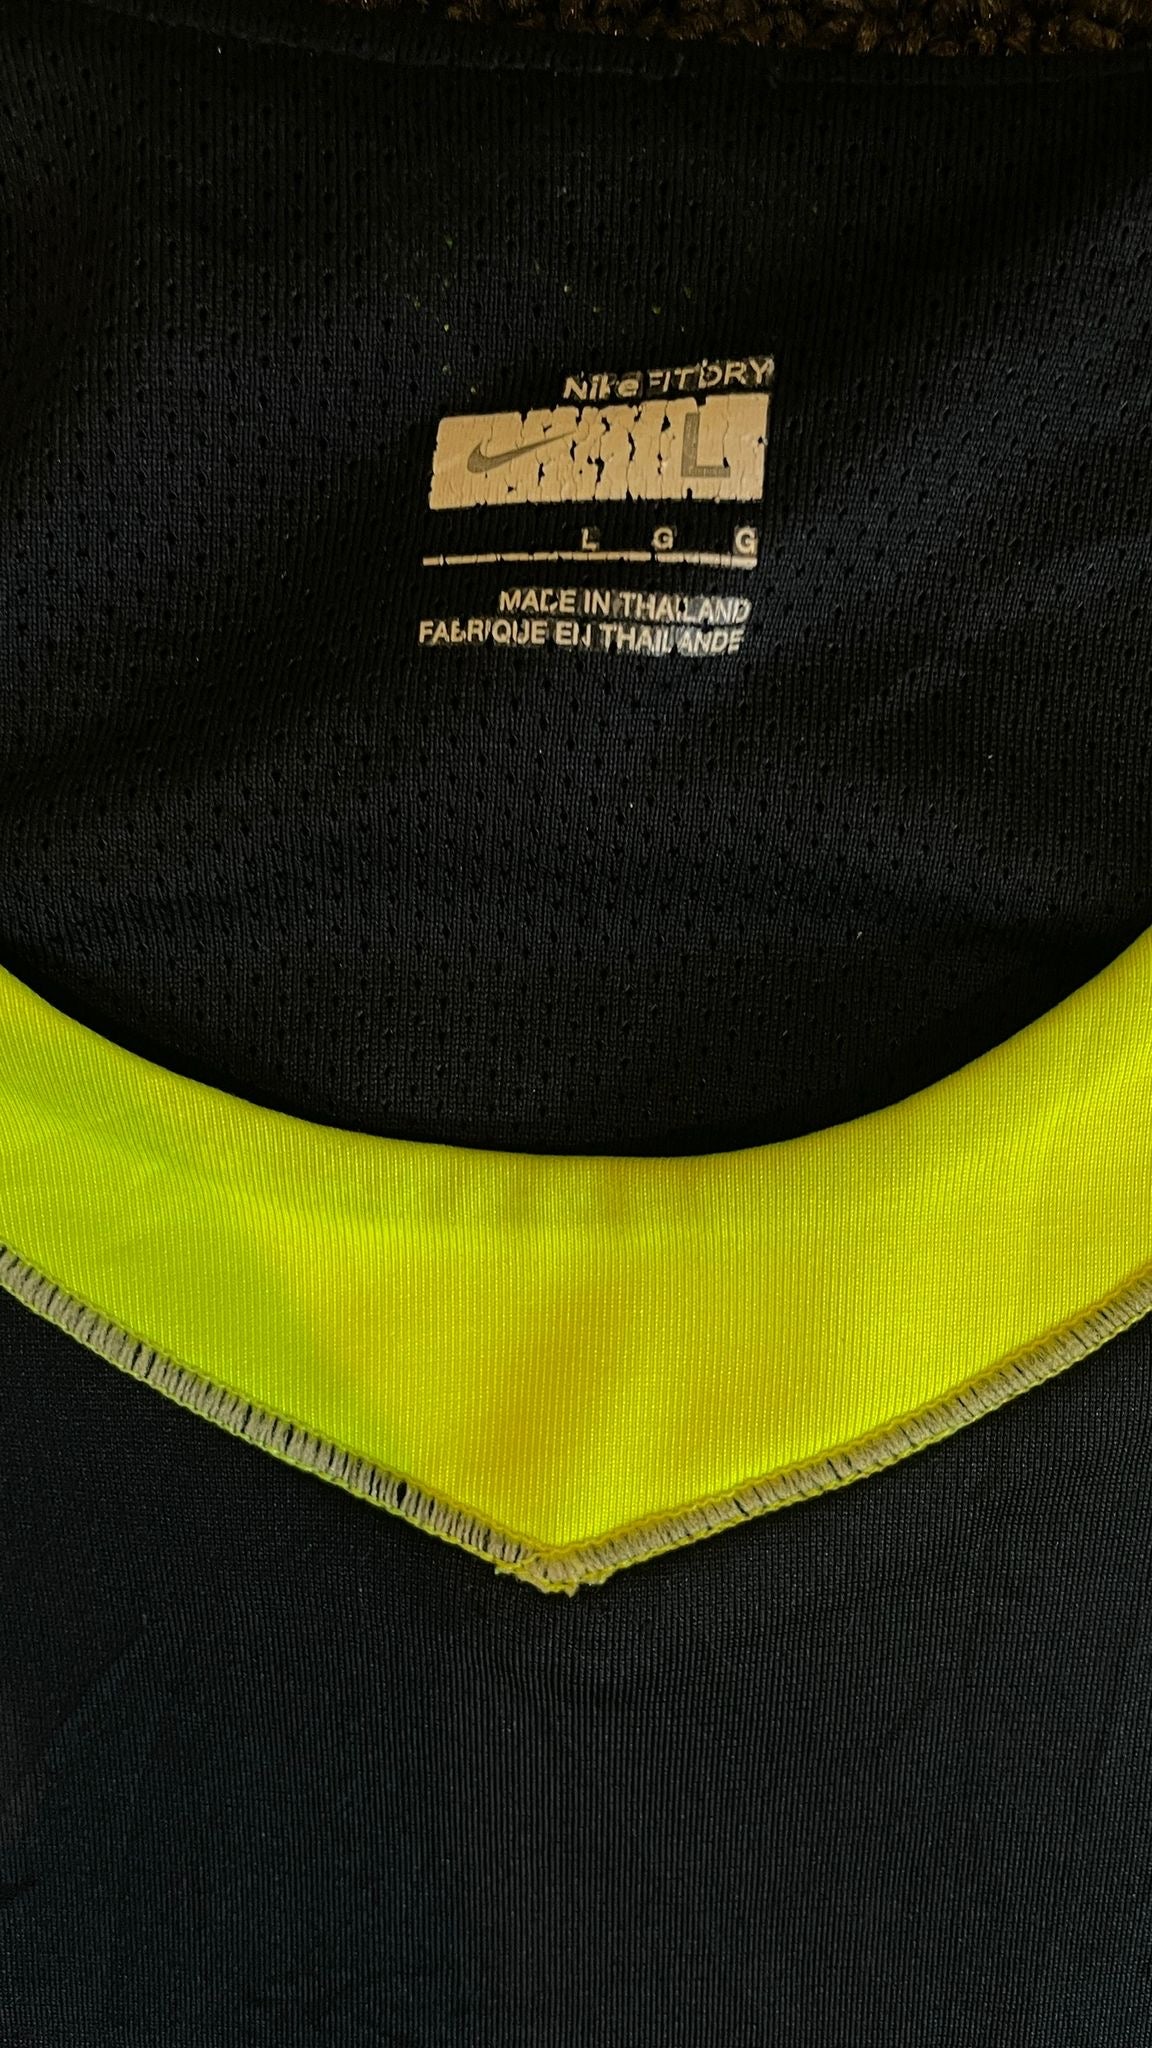 Nike FIT DRY
L
L G G
MADE IN THAILAND
FABRIQUE EN THAILANDE